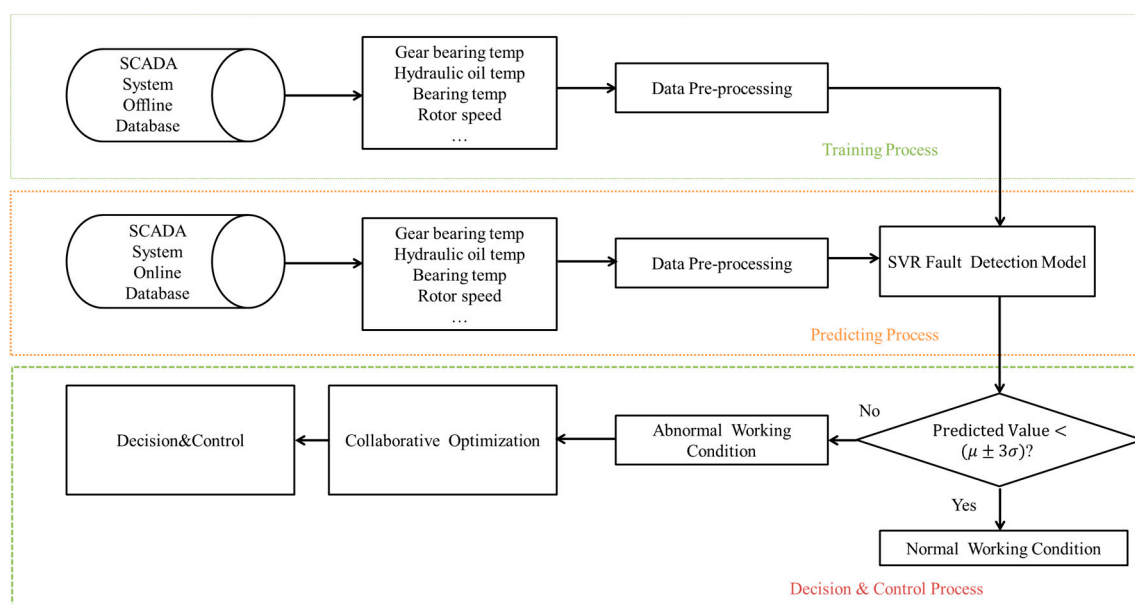 SCADA
System
Offline
Database
Gear bearing temp
Hydraulic oil temp
Bearing temp
Rotor speed
…
Data Pre-processing
Training Process
SCADA
System
Online
Database
Gear bearing temp
Hydraulic oil temp
Bearing temp
Rotor speed
…
Data Pre-processing
SVR Fault Detection Model
Predicting Process
Decision&Control
Collaborative Optimization
Abnormal Working
Condition
No
Predicted Value <
(μ ± 3σ)?
Yes
Normal Working Condition
Decision & Control Process